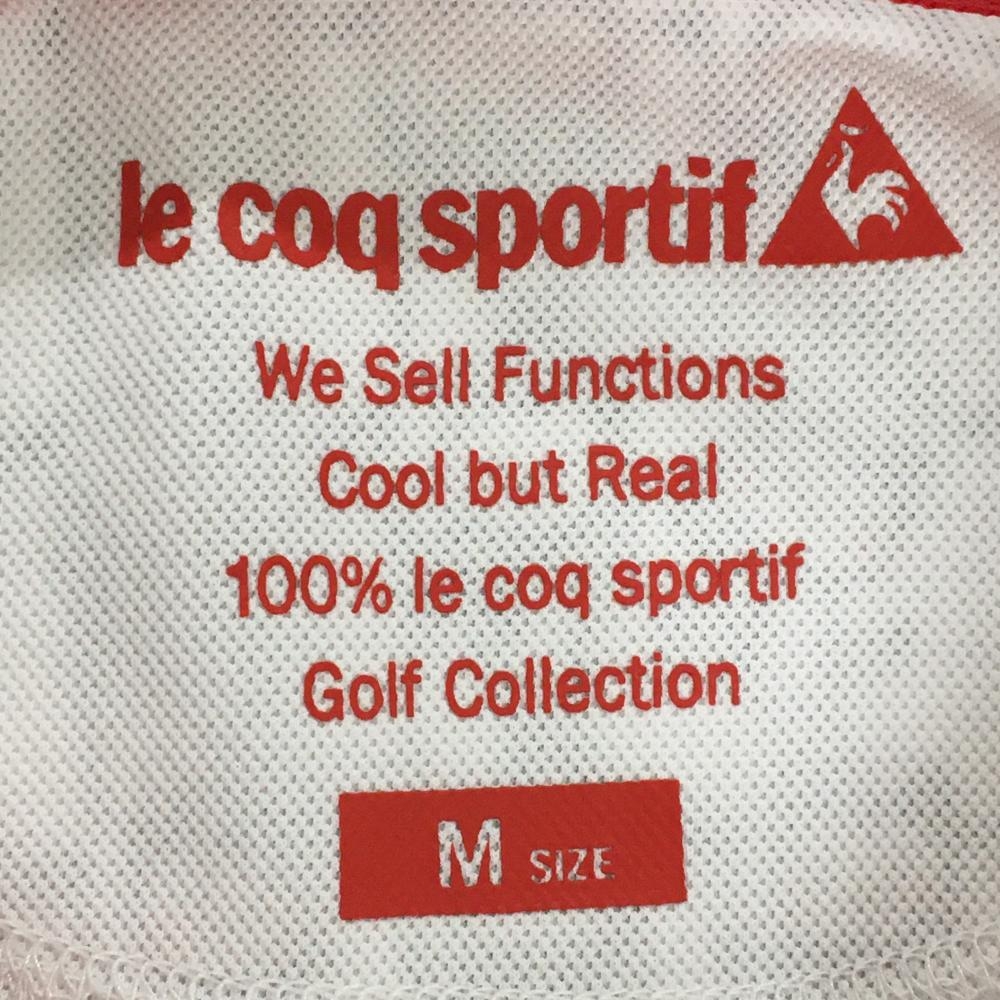 le coq sportif
We Sell Functions
Cool but Real
100% le coq sportif
Golf Collection
M SIZE